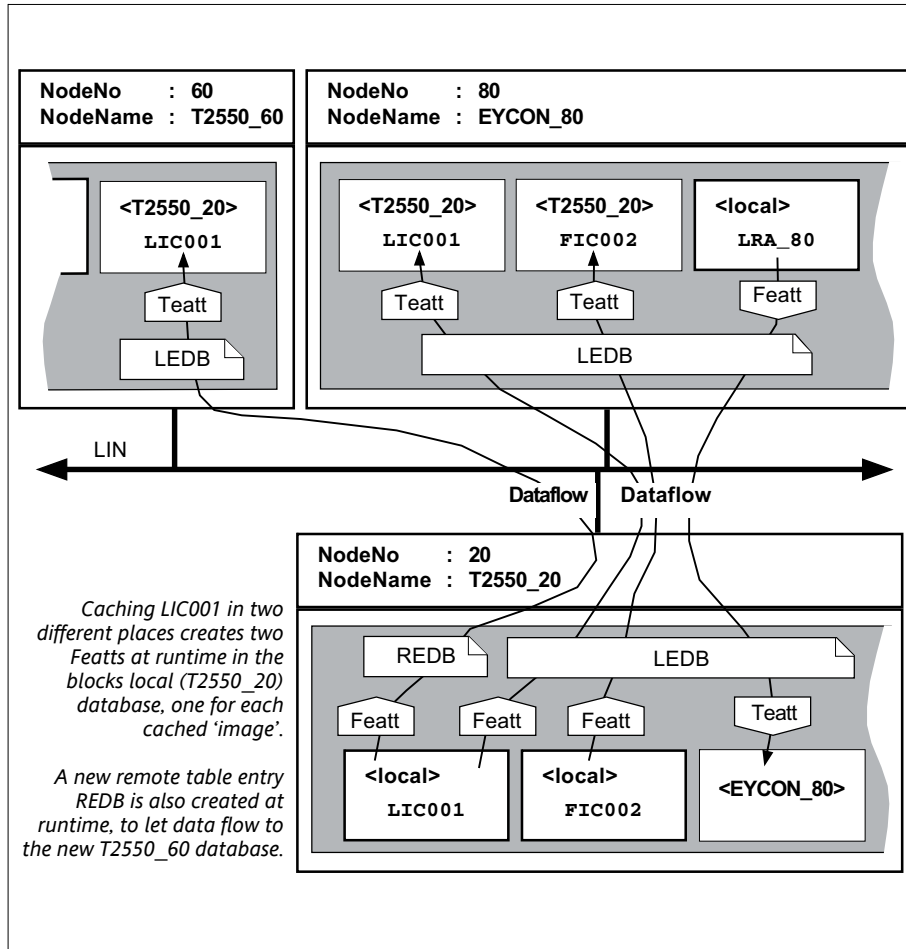 NodeNo : 60
NodeName : T2550_60
NodeNo : 80
NodeName : EYCON_80
<T2550_20>
LIC001
Teatt
LEDB
<T2550_20>
LIC001
Teatt
<T2550_20>
FIC002
Teatt
<local>
LRA_80
Featt
LEDB
LIN
Dataflow
Dataflow
NodeNo : 20
NodeName : T2550_20
Caching LIC001 in two
different places creates two
Featts at runtime in the
blocks local (T2550_20)
database, one for each
cached ‘image’.
A new remote table entry
REDB is also created at
runtime, to let data flow to
the new T2550_60 database.
REDB
LEDB
Featt
Featt
Featt
Teatt
<local>
LIC001
<local>
FIC002
<EYCON_80>